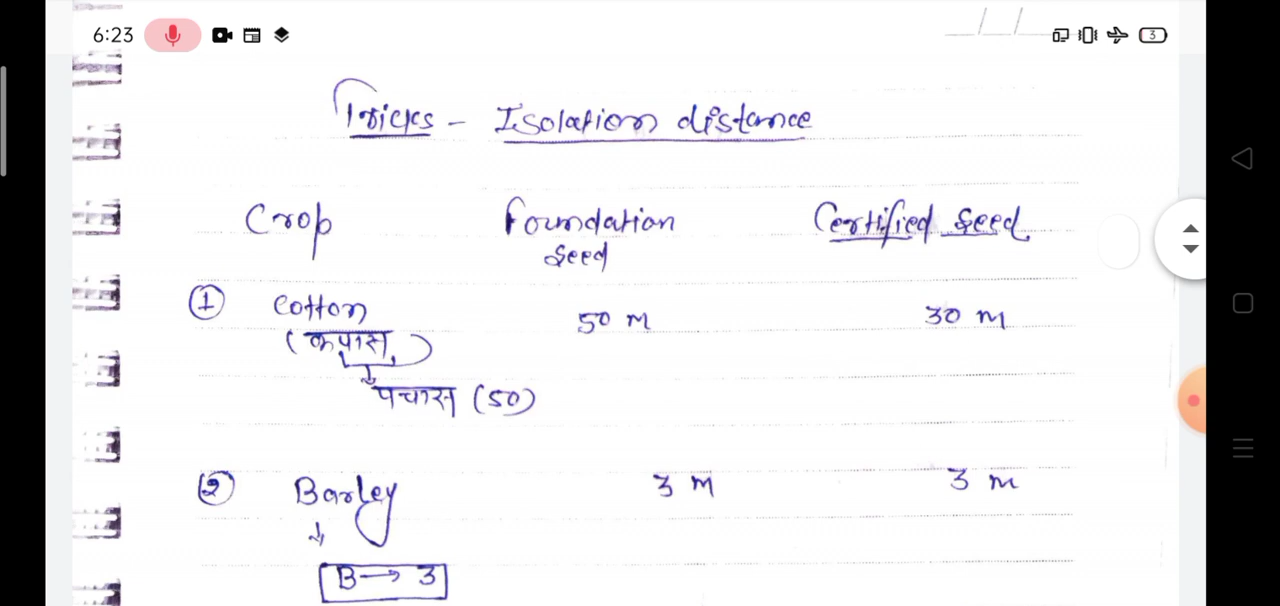 6:23
3
Tricks - Isolation distance
Crop Foundation Seed Certified Seed
① Cotton 50 m 30 m
(कपास)
पचास (50)
② Barley 3 m 3 m
B → 3